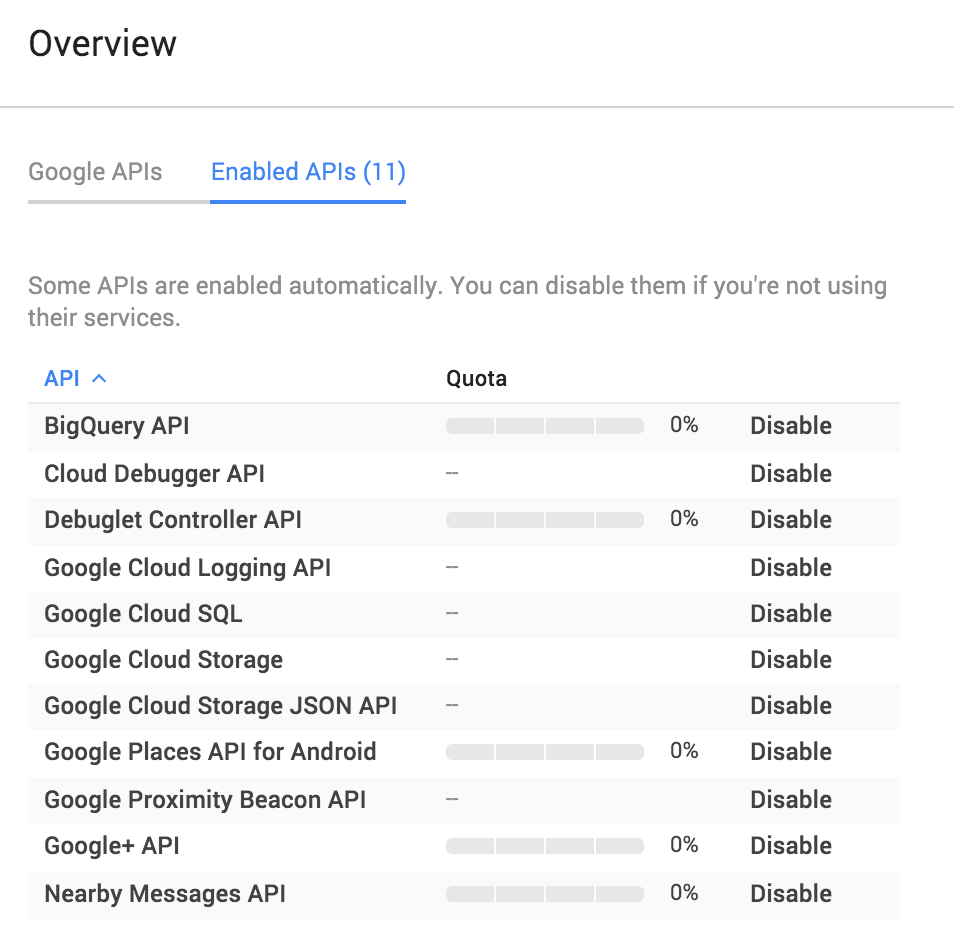 Overview
Google APIs Enabled APIs (11)
Some APIs are enabled automatically. You can disable them if you're not using
their services.
API Quota
BigQuery API 0% Disable
Cloud Debugger API -- Disable
Debuglet Controller API 0% Disable
Google Cloud Logging API -- Disable
Google Cloud SQL -- Disable
Google Cloud Storage -- Disable
Google Cloud Storage JSON API -- Disable
Google Places API for Android 0% Disable
Google Proximity Beacon API -- Disable
Google+ API 0% Disable
Nearby Messages API 0% Disable